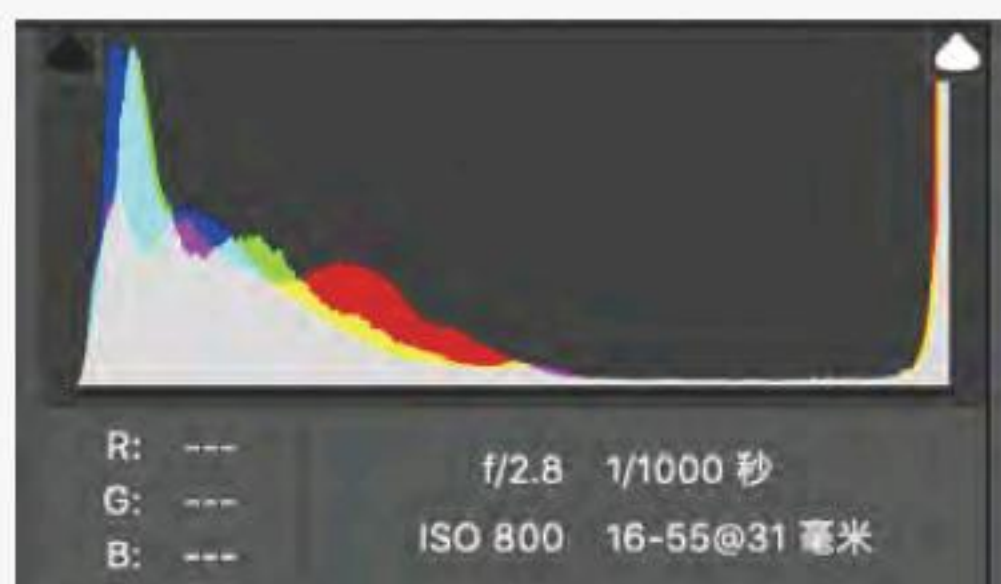 R: ---
G: ---
B: ---
f/2.8 1/1000 秒
ISO 800 16-55@31 毫米